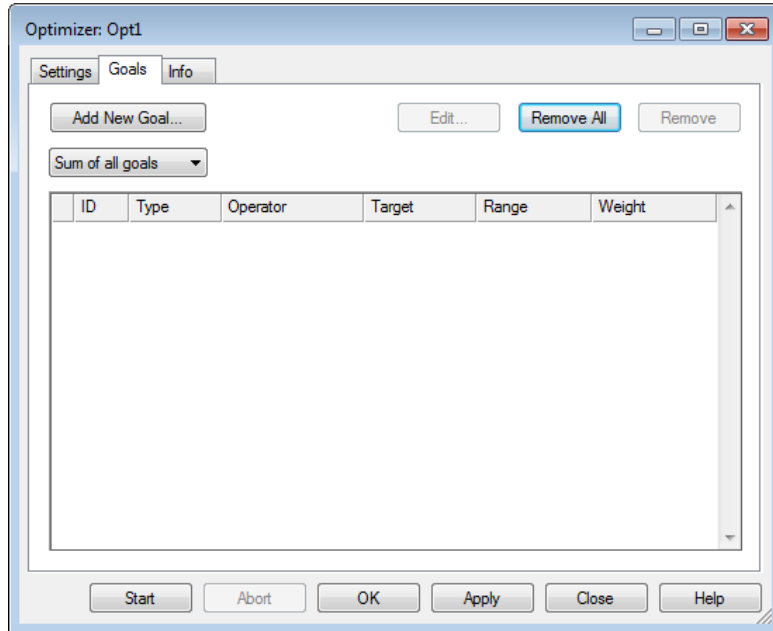 Optimizer: Opt1
Settings Goals Info
Add New Goal... Edit... Remove All Remove
Sum of all goals
ID Type Operator Target Range Weight
Start Abort OK Apply Close Help